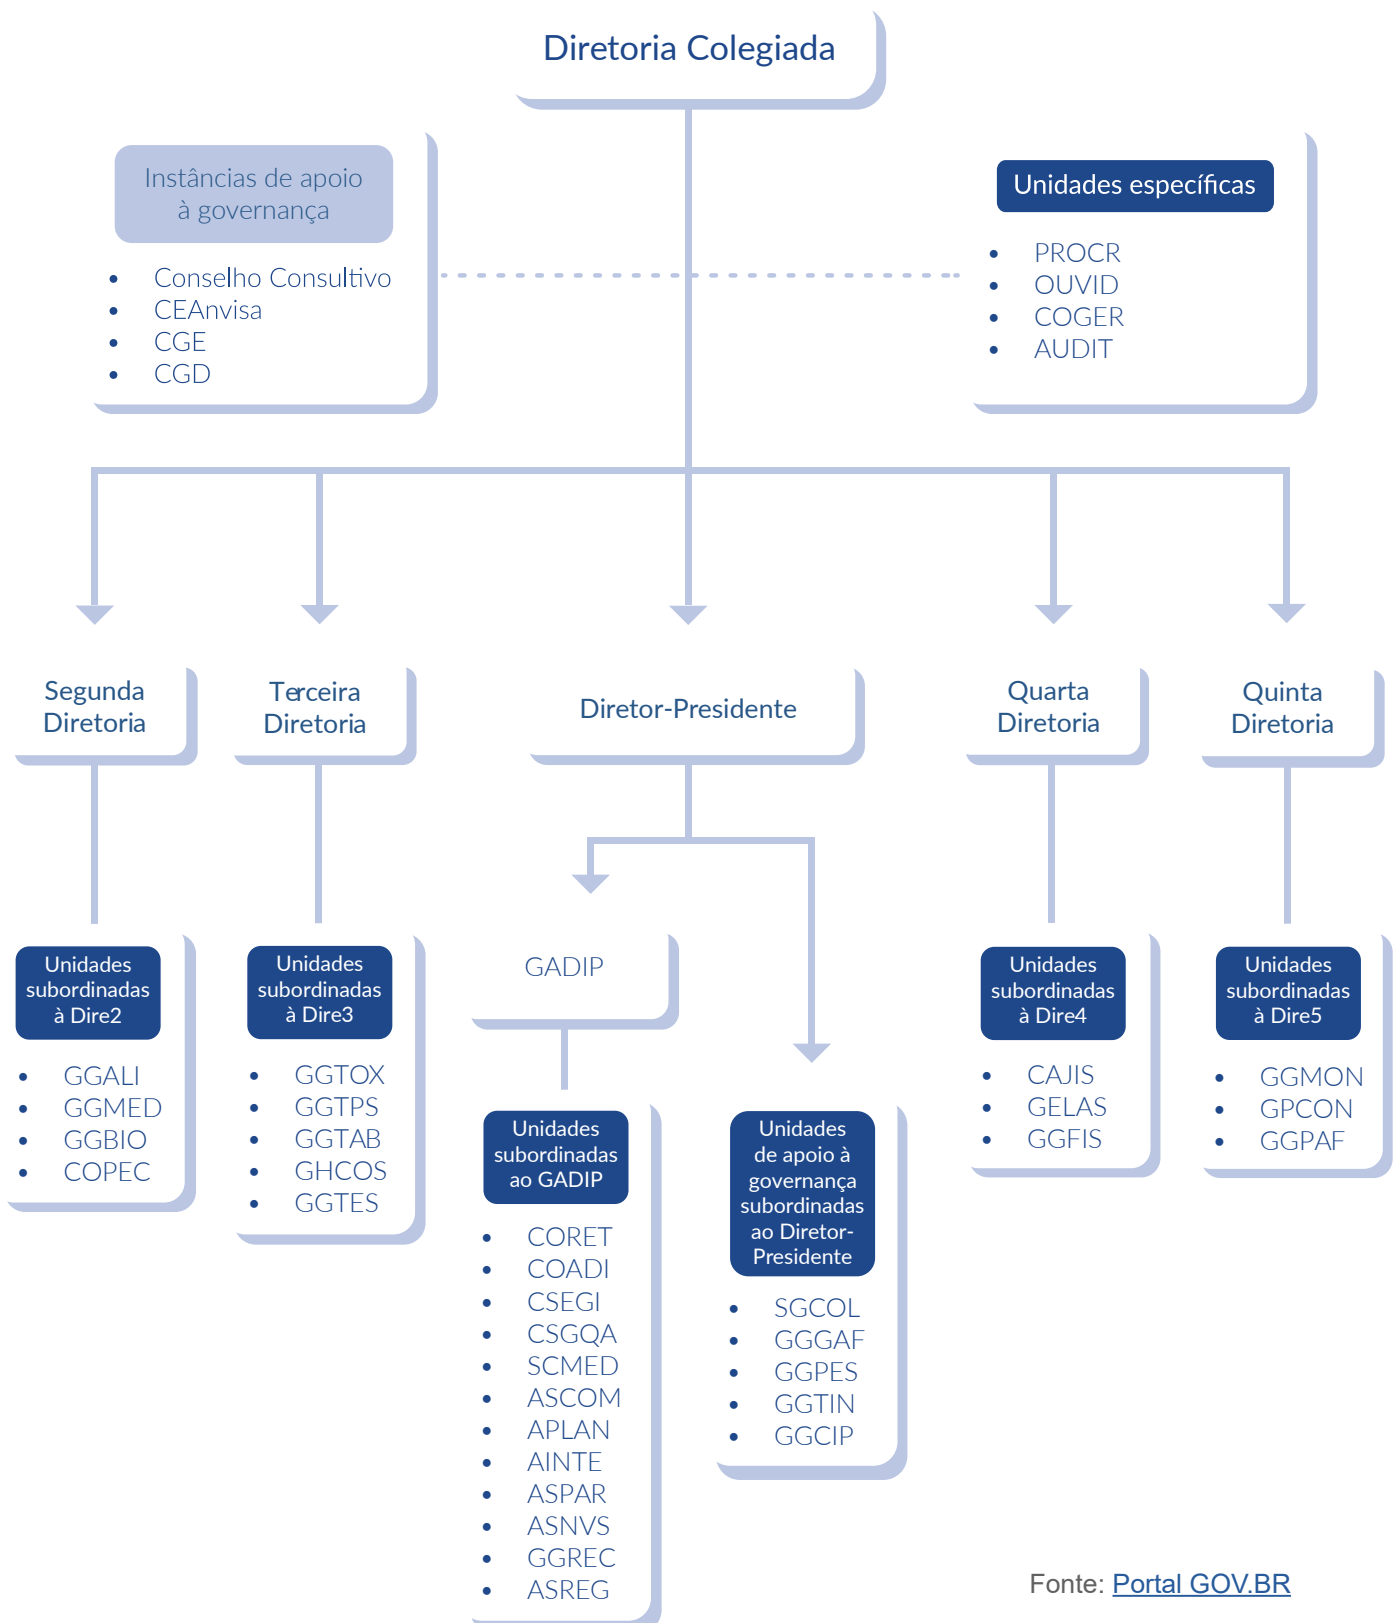 Diretoria Colegiada
Instâncias de apoio
à governança
• Conselho Consultivo
• CEAnvisa
• CGE
• CGD
Unidades específicas
• PROCR
• OUVID
• COGER
• AUDIT
Segunda
Diretoria
Terceira
Diretoria
Diretor-Presidente
Quarta
Diretoria
Quinta
Diretoria
Unidades
subordinadas
à Dire2
• GGALI
• GGMED
• GGBIO
• COPEC
Unidades
subordinadas
à Dire3
• GGTOX
• GGTPS
• GGTAB
• GHCOS
• GGTES
GADIP
Unidades
subordinadas
ao GADIP
• CORET
• COADI
• CSEGI
• CSGQA
• SCMED
• ASCOM
• APLAN
• AINTE
• ASPAR
• ASNVS
• GGREC
• ASREG
Unidades
de apoio à
governança
subordinadas
ao Diretor-
Presidente
• SGCOL
• GGGAF
• GGPES
• GGTIN
• GGCIP
Unidades
subordinadas
à Dire4
• CAJIS
• GELAS
• GGFIS
Unidades
subordinadas
à Dire5
• GGMON
• GPCON
• GGPAF
Fonte: Portal GOV.BR